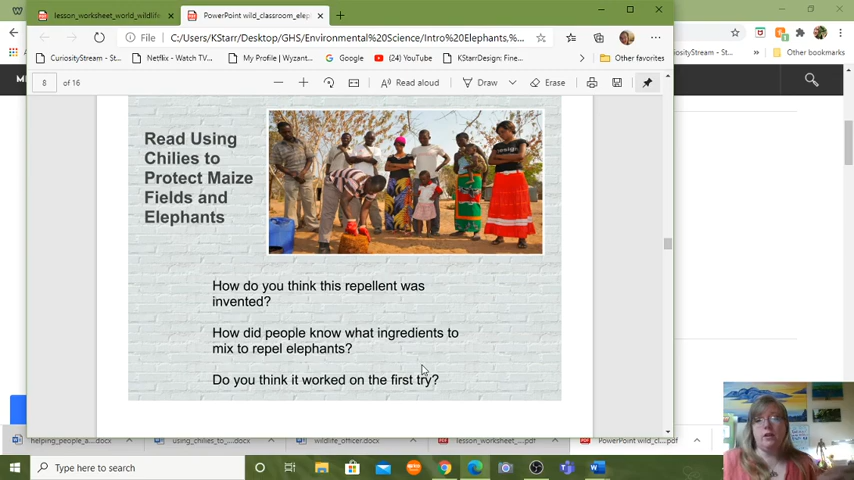 lesson_worksheet_world_wildlife
PowerPoint wild_classroom_elep
File
C:/Users/KStarr/Desktop/GHS/Environmental%20Science/Intro%20Elephants,%...
CuriosityStream - St...
Netflix - Watch TV...
My Profile | Wyzant...
Google
(24) YouTube
KStarrDesign: Fine...
Other favorites
osityStream - St...
Other bookmarks
8
of 16
Read aloud
Draw
Erase
Read Using
Chilies to
Protect Maize
Fields and
Elephants
How do you think this repellent was
invented?
How did people know what ingredients to
mix to repel elephants?
Do you think it worked on the first try?
helping_people_a....docx
using_chilies_to_....docx
wildlife_officer.docx
lesson_worksheet_....pdf
PowerPoint wild_cl....pdf
Type here to search